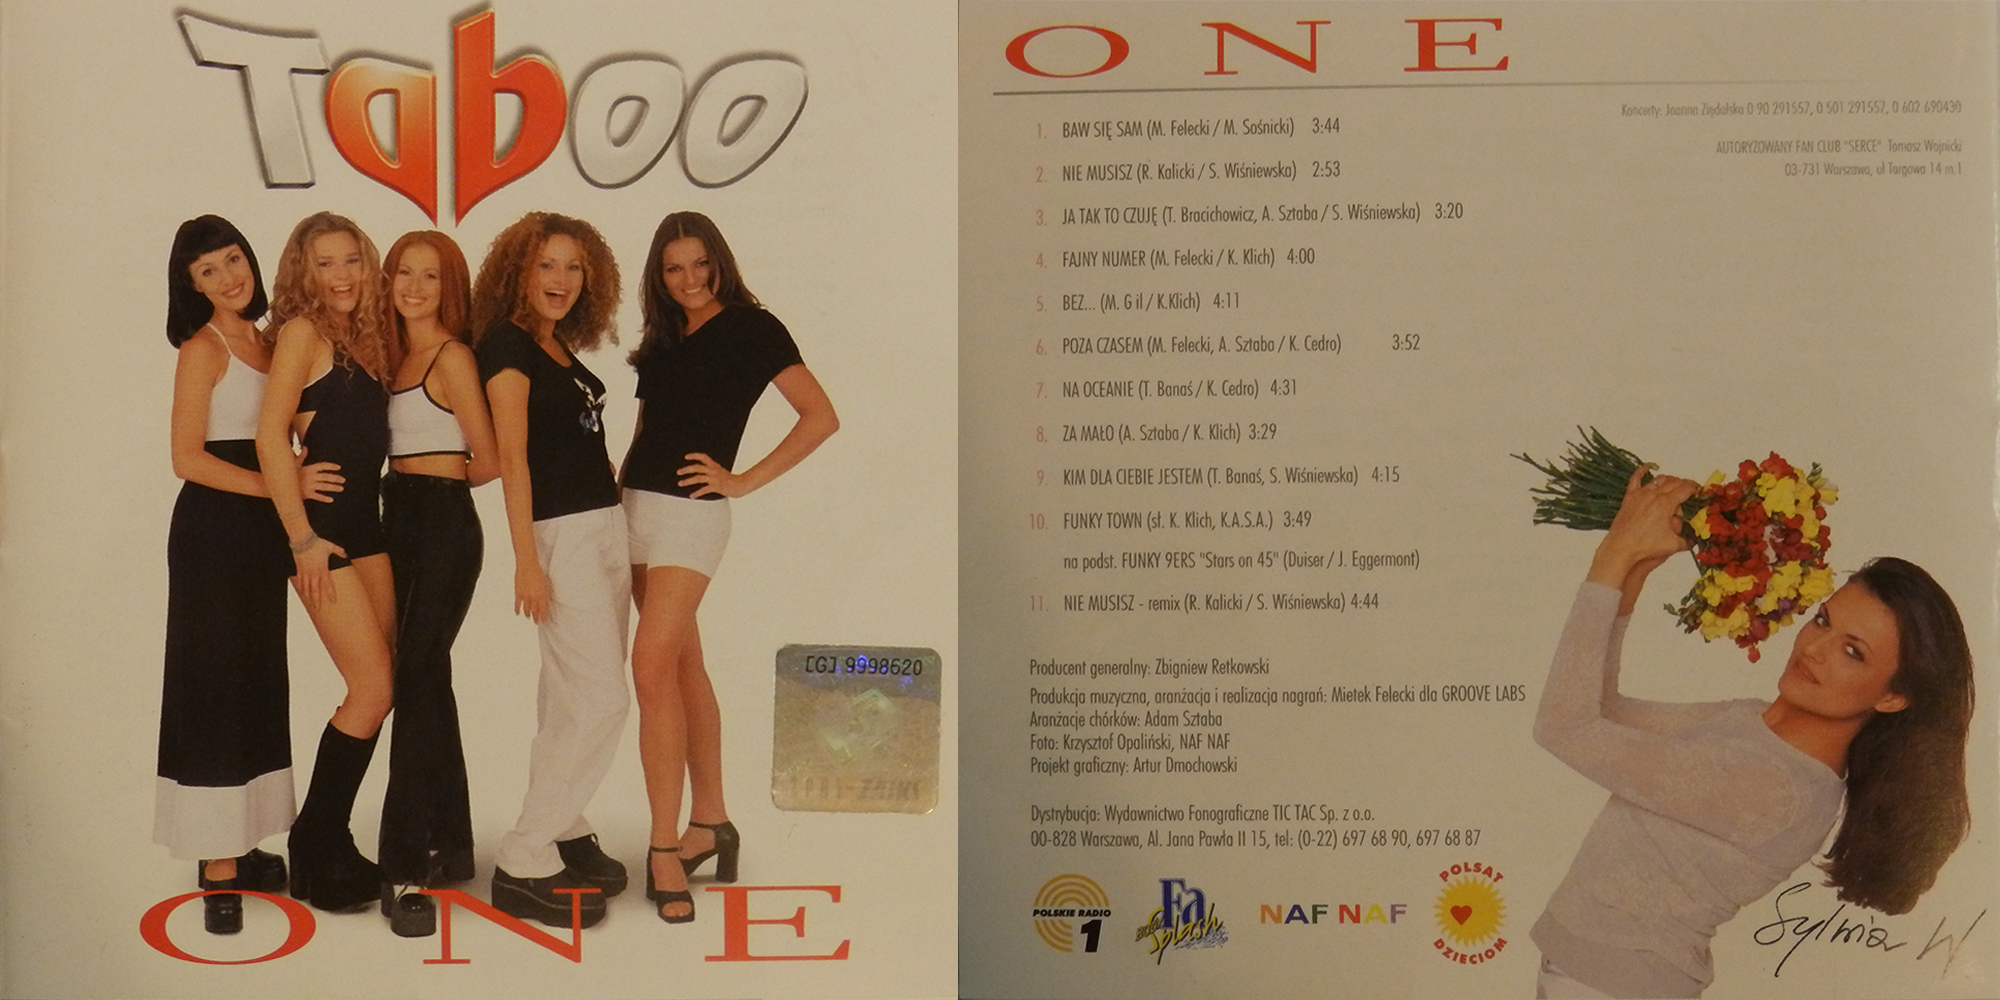 Taboo
[G] 9998620
ONE
ONE
Koncerty: Joanna Ziędalska 0 90 291557, 0 501 291557, 0 602 690430
AUTORYZOWANY FAN CLUB "SERCE" Tomasz Wojnicki
03-731 Warszawa, ul Targowa 14 m.1
1. BAW SIĘ SAM (M. Felecki / M. Sośnicki) 3:44
2. NIE MUSISZ (R. Kalicki / S. Wiśniewska) 2:53
3. JA TAK TO CZUJĘ (T. Bracichowicz, A. Sztaba / S. Wiśniewska) 3:20
4. FAJNY NUMER (M. Felecki / K. Klich) 4:00
5. BEZ... (M. G il / K.Klich) 4:11
6. POZA CZASEM (M. Felecki, A. Sztaba / K. Cedro) 3:52
7. NA OCEANIE (T. Banaś / K. Cedro) 4:31
8. ZA MAŁO (A. Sztaba / K. Klich) 3:29
9. KIM DLA CIEBIE JESTEM (T. Banaś, S. Wiśniewska) 4:15
10. FUNKY TOWN (sł. K. Klich, K.A.S.A.) 3:49
na podst. FUNKY 9ERS "Stars on 45" (Duiser / J. Eggermont)
11. NIE MUSISZ - remix (R. Kalicki / S. Wiśniewska) 4:44
Producent generalny: Zbigniew Retkowski
Produkcja muzyczna, aranżacja i realizacja nagrań: Mietek Felecki dla GROOVE LABS
Aranżacje chórków: Adam Sztaba
Foto: Krzysztof Opaliński, NAF NAF
Projekt graficzny: Artur Dmochowski
Dystrybucja: Wydawnictwo Fonograficzne TIC TAC Sp. z o.o.
00-828 Warszawa, Al. Jana Pawła II 15, tel: (0-22) 697 68 90, 697 68 87
POLSKIE RADIO
1
Fa
Splash
NAF NAF
POLSAT
DZIECIOM
Sylwia W